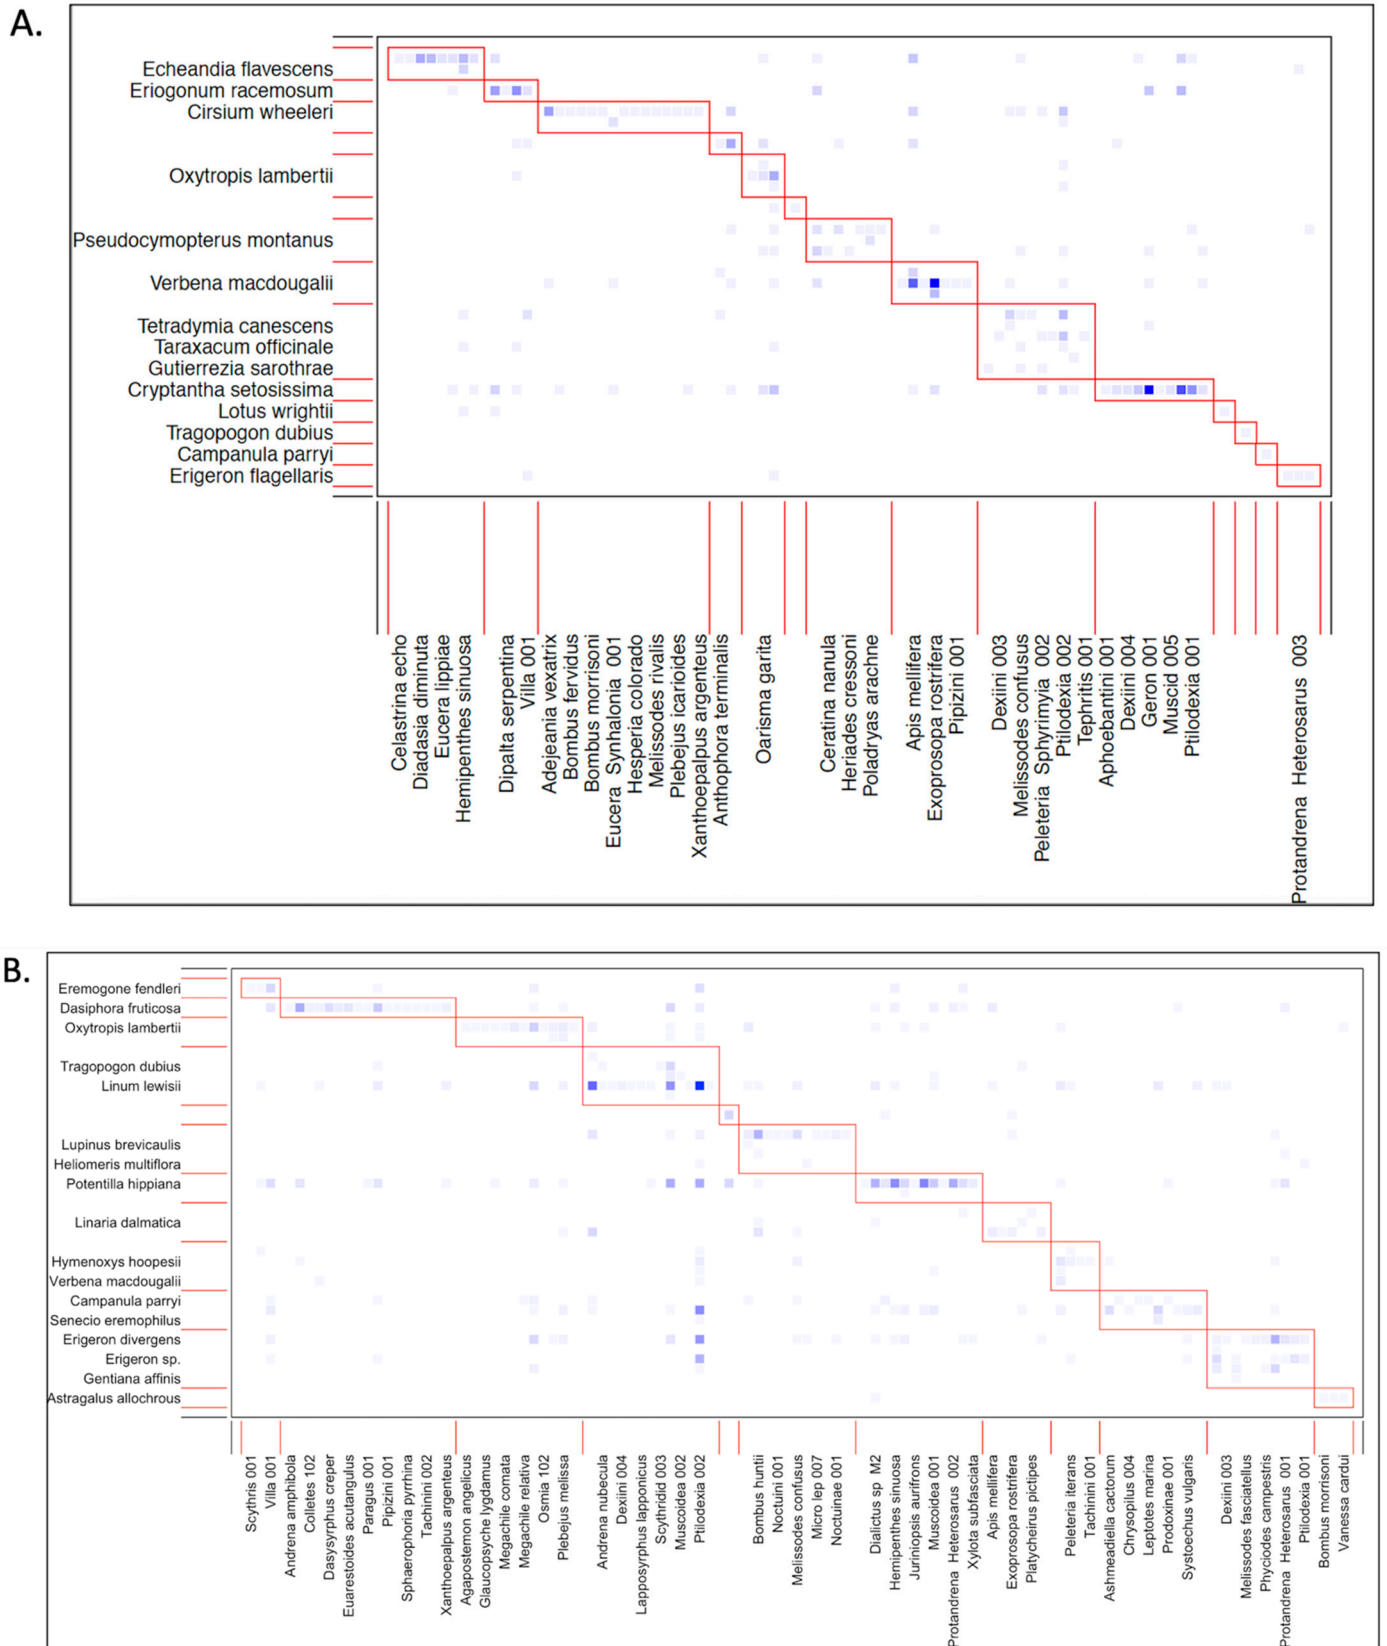 A.
Echeandia flavescens
Eriogonum racemosum
Cirsium wheeleri
Oxytropis lambertii
Pseudocymopterus montanus
Verbena macdougalii
Tetradymia canescens
Taraxacum officinale
Gutierrezia sarothrae
Cryptantha setosissima
Lotus wrightii
Tragopogon dubius
Campanula parryi
Erigeron flagellaris
Celastrina echo
Diadasia diminuta
Eucera lippiae
Hemipenthes sinuosa
Dipalta serpentina
Villa 001
Adjeania vexatrix
Bombus fervidus
Bombus morrisoni
Eucera Synhalonia 001
Hesperia colorado
Melissodes rivalis
Plebejus icarioides
Xanthoepalpus argenteus
Anthophora terminalis
Oarisma garita
Ceratina nanula
Heriades cressoni
Poladryas arachne
Apis mellifera
Exoprosopa rostrifera
Pipizini 001
Dexiini 003
Melissodes confusus
Peleteria Sphyrimyia 002
Ptilodexia 002
Tephritis 001
Aphoebantini 001
Dexiini 004
Geron 001
Muscid 005
Ptilodexia 001
Protandrena Heterosarus 003
B.
Eremogone fendleri
Dasiphora fruticosa
Oxytropis lambertii
Tragopogon dubius
Linum lewisii
Lupinus brevicaulis
Heliomeris multiflora
Potentilla hippiana
Linaria dalmatica
Hymenoxys hoopesii
Verbena macdougalii
Campanula parryi
Senecio eremophilus
Erigeron divergens
Erigeron sp.
Gentiana affinis
Astragalus allochrous
Scythris 001
Villa 001
Andrena amphibola
Colletes 102
Dasysyrphus creper
Euarestoides acutangulus
Paragus 001
Pipizini 001
Sphaerophoria pyrrhina
Tachinini 002
Xanthoepalpus argenteus
Agapostemon angelicus
Glaucopsyche lygdamus
Megachile comata
Megachile relativa
Osmia 102
Plebejus melissa
Andrena nubecula
Dexiini 004
Lapposyrphus lapponicus
Scythridid 003
Muscoidea 002
Ptilodexia 002
Bombus huntii
Noctuini 001
Melissodes confusus
Micro lep 007
Noctuinae 001
Dialictus sp M2
Hemipenthes sinuosa
Juriniopsis aurifrons
Muscoidea 001
Protandrena Heterosarus 002
Xylota subfasciata
Apis mellifera
Exoprosopa rostrifera
Platycheirus pictipes
Peleteria iterans
Tachinini 001
Ashmeadiella cactorum
Chrysopilus 004
Leptotes marina
Prodoxinae 001
Systoechus vulgaris
Dexiini 003
Melissodes fasciatellus
Phyciodes campestris
Protandrena Heterosarus 001
Ptilodexia 001
Bombus morrisoni
Vanessa cardui